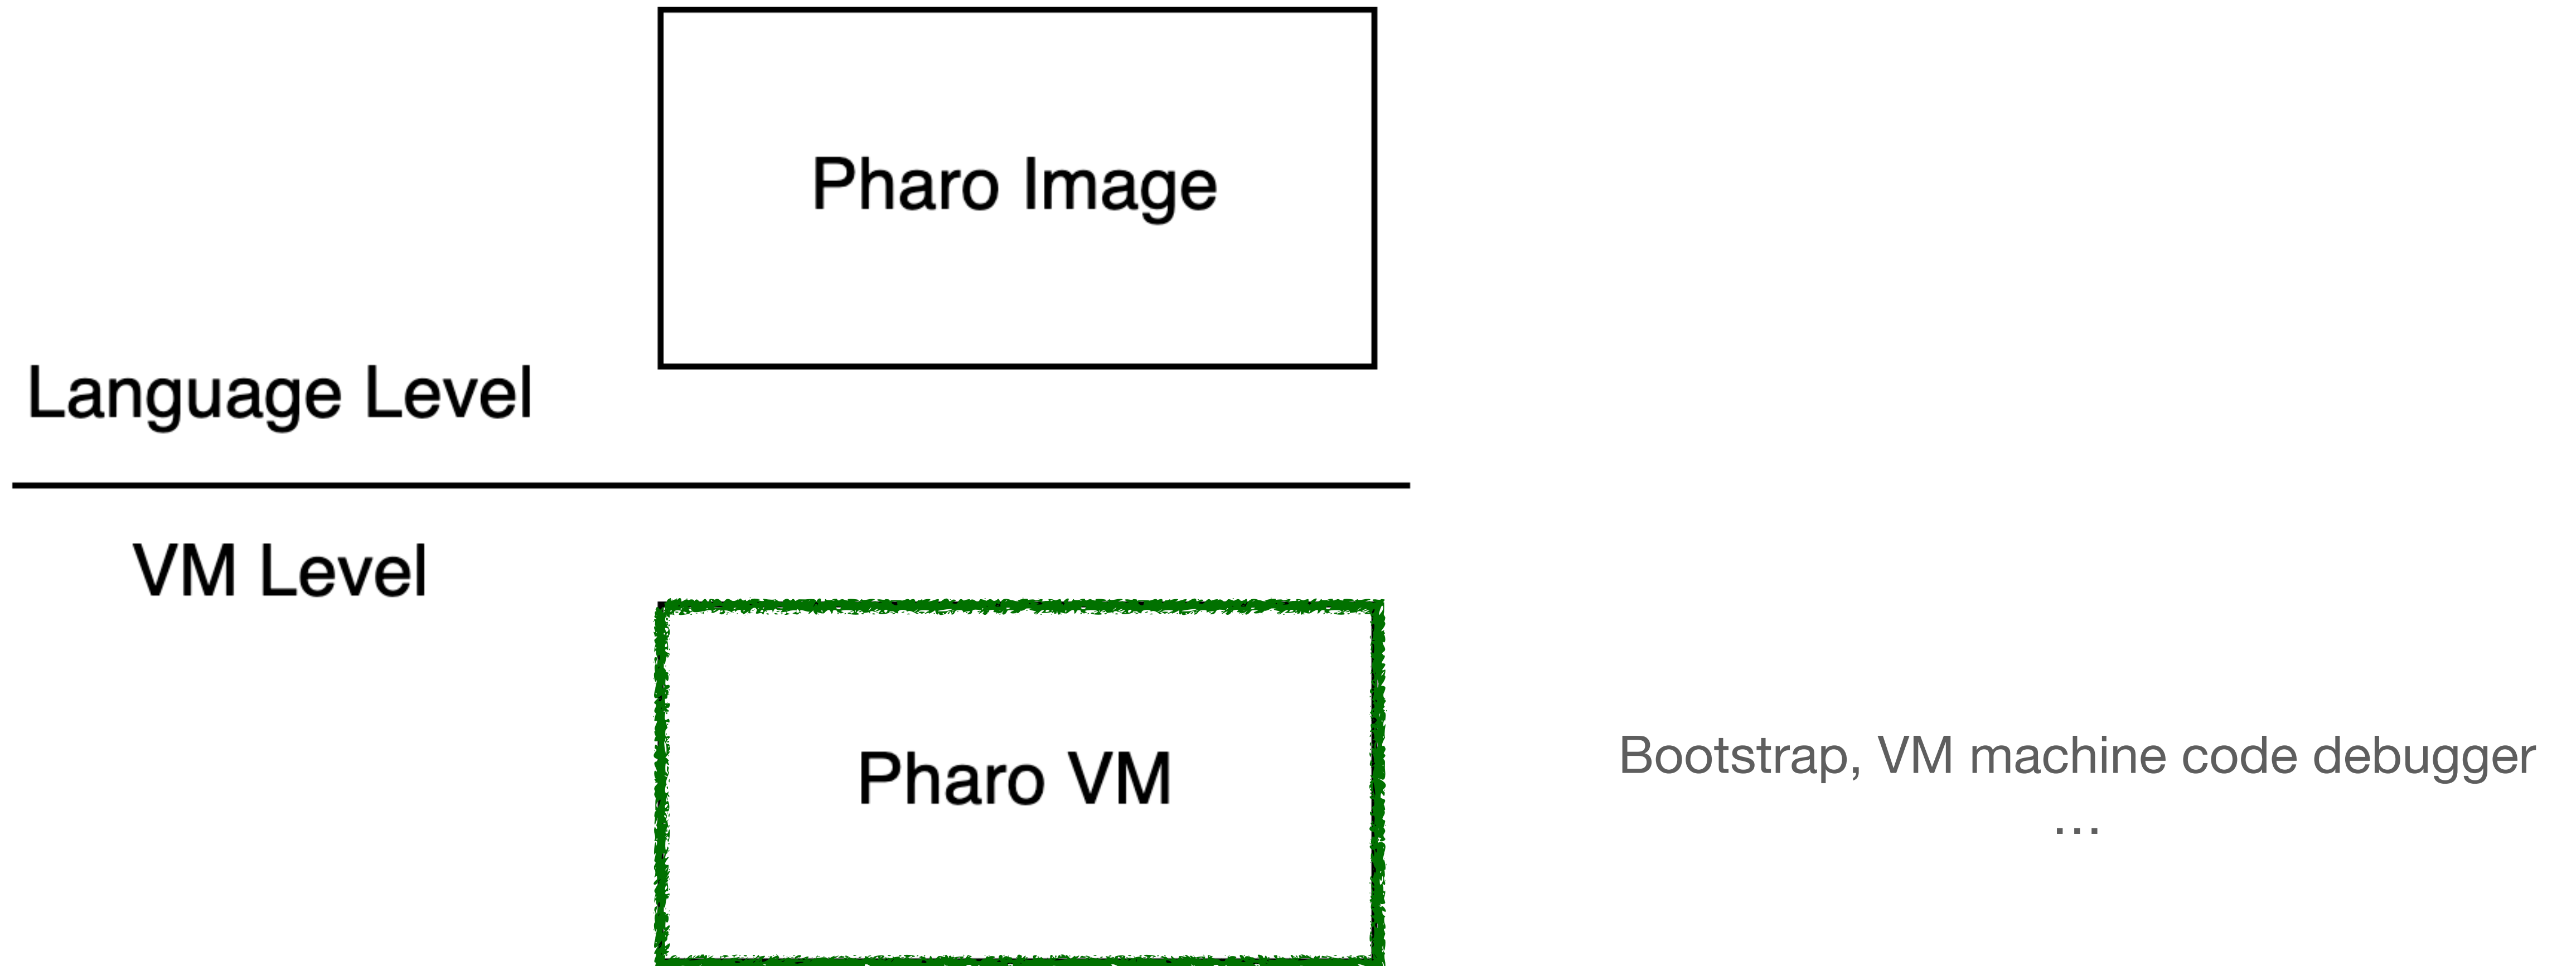 Pharo Image
Language Level
VM Level
Pharo VM
Bootstrap, VM machine code debugger
...